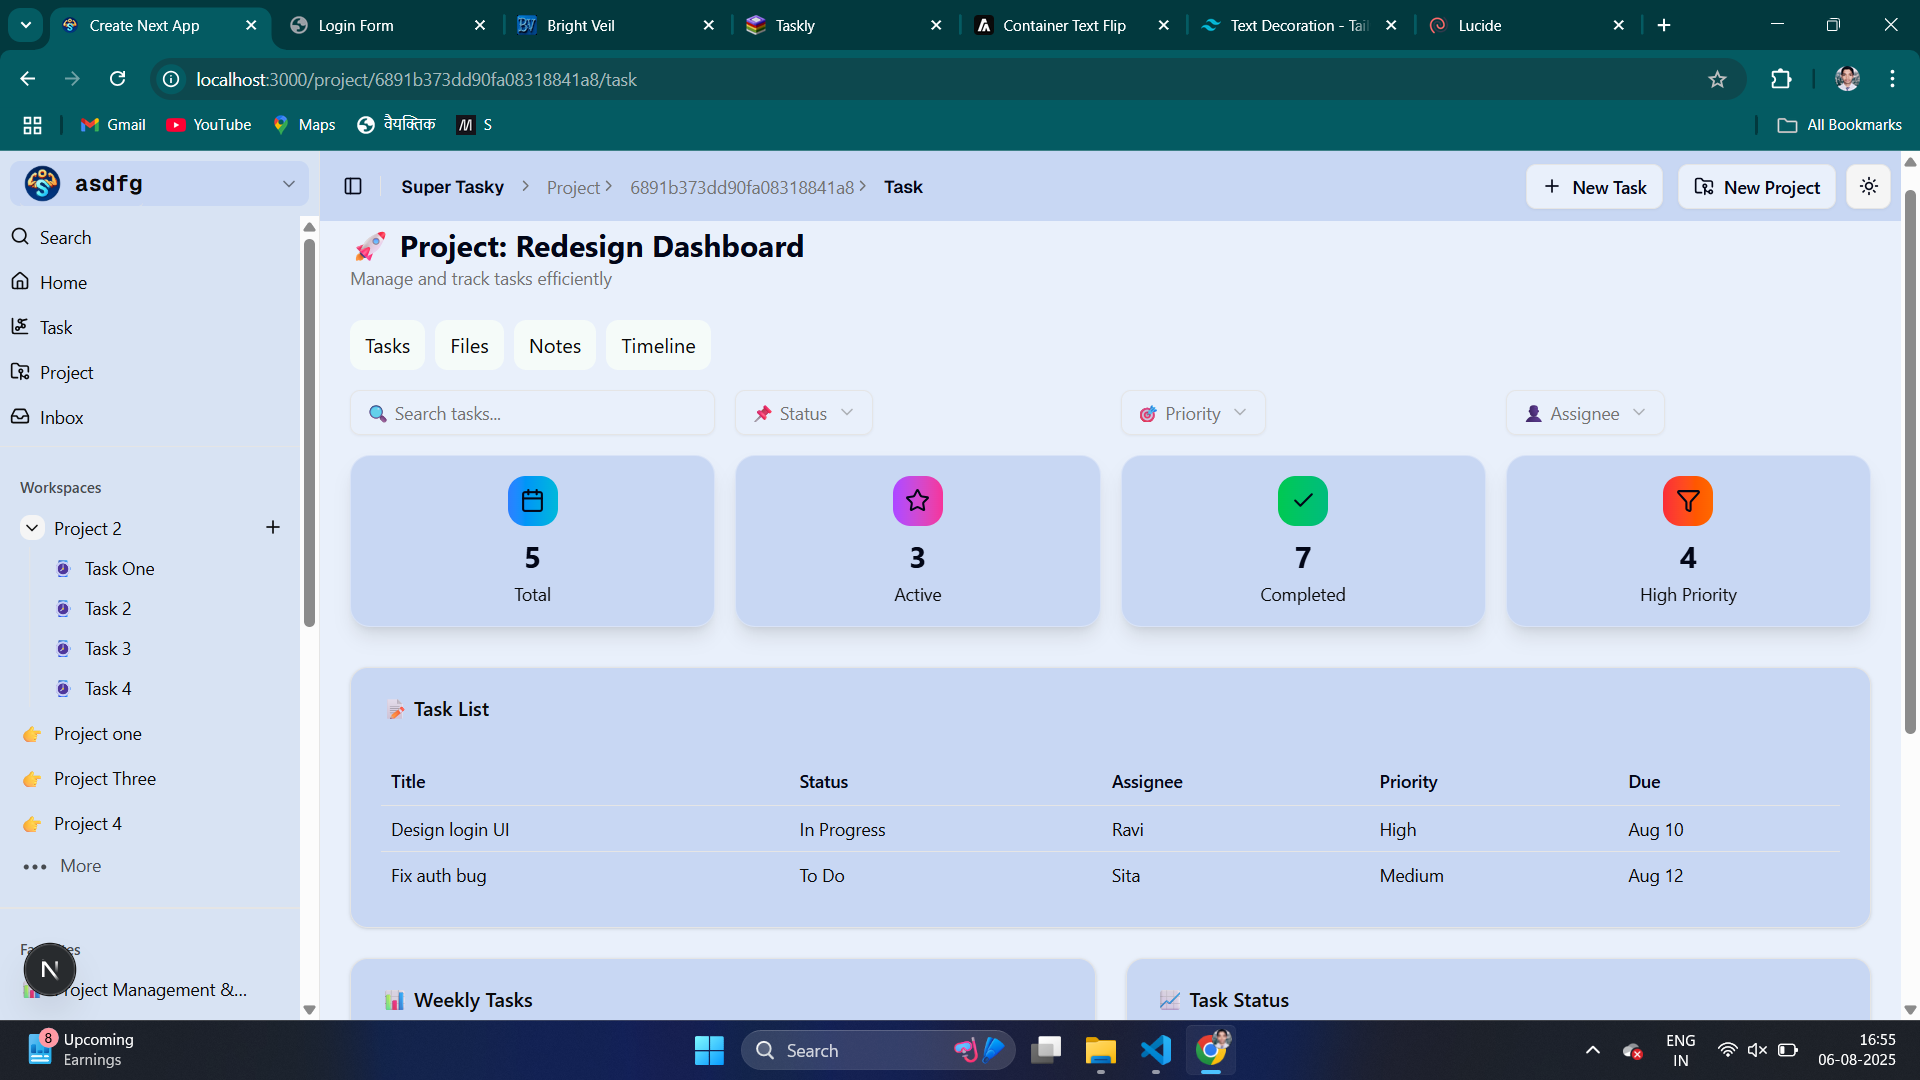 Create Next App
Login Form
Bright Veil
Taskly
Container Text Flip
Text Decoration - Tail
Lucide
localhost:3000/project/6891b373dd90fa08318841a8/task
Gmail
YouTube
Maps
वैयक्तिक
S
All Bookmarks
asdfg
Super Tasky
Project
6891b373dd90fa08318841a8
Task
New Task
New Project
Search
Home
Task
Project
Inbox
Workspaces
Project 2
Task One
Task 2
Task 3
Task 4
Project one
Project Three
Project 4
More
N
Project Management &...
Project: Redesign Dashboard
Manage and track tasks efficiently
Tasks
Files
Notes
Timeline
Search tasks...
Status
Priority
Assignee
5
Total
3
Active
7
Completed
4
High Priority
Task List
Title Status Assignee Priority Due
Design login UI In Progress Ravi High Aug 10
Fix auth bug To Do Sita Medium Aug 12
Weekly Tasks
Task Status
8
Upcoming
Earnings
Search
ENG
IN
16:55
06-08-2025